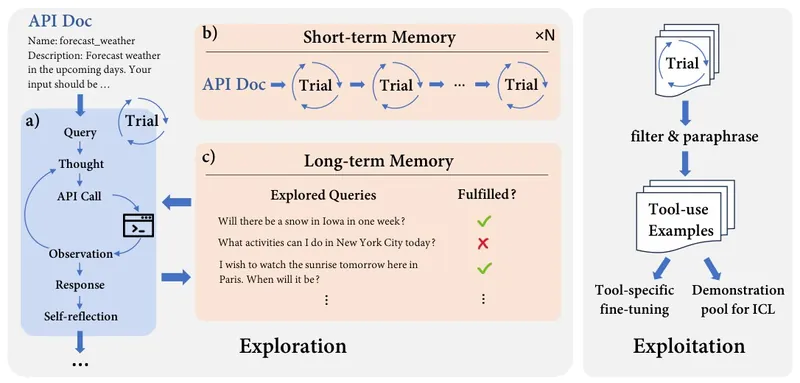 API Doc
Name: forecast_weather
Description: Forecast weather
in the upcoming days. Your
input should be ...
a)
Trial
Query
Thought
API Call
Observation
Response
Self-reflection
...
b)
Short-term Memory
×N
API Doc
Trial
Trial
...
Trial
c)
Long-term Memory
Explored Queries
Fulfilled?
Will there be a snow in Iowa in one week?
What activities can I do in New York City today?
I wish to watch the sunrise tomorrow here in
Paris. When will it be?
Exploration
Trial
filter & paraphrase
Tool-use
Examples
Tool-specific
fine-tuning
Demonstration
pool for ICL
Exploitation